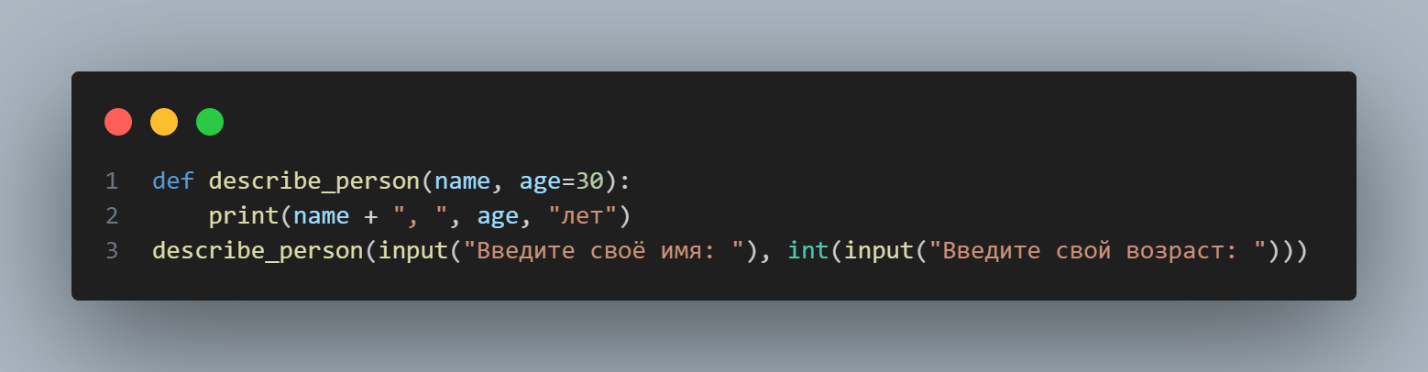 1 def describe_person(name, age=30):
2     print(name + ", ", age, "лет")
3 describe_person(input("Введите своё имя: "), int(input("Введите свой возраст: ")))